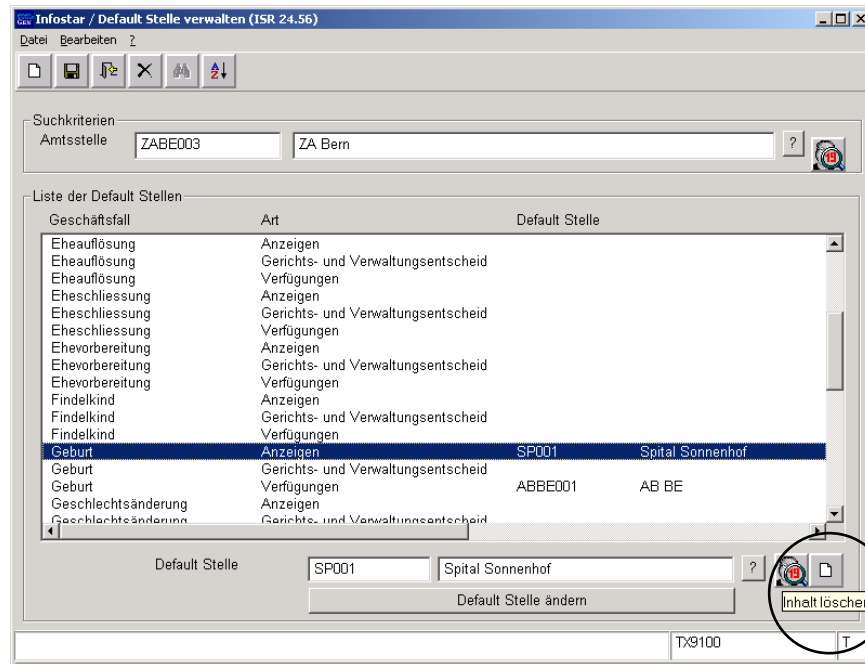 Infostar / Default Stelle verwalten (ISR 24.56)
Datei Bearbeiten ?
Suchkriterien
Amtsstelle ZABE003 ZA Bern ?
Liste der Default Stellen
Geschäftsfall Art Default Stelle
Eheauflösung Anzeigen
Eheauflösung Gerichts- und Verwaltungsentscheid
Eheauflösung Verfügungen
Eheschliessung Anzeigen
Eheschliessung Gerichts- und Verwaltungsentscheid
Eheschliessung Verfügungen
Ehevorbereitung Anzeigen
Ehevorbereitung Gerichts- und Verwaltungsentscheid
Ehevorbereitung Verfügungen
Findelkind Anzeigen
Findelkind Gerichts- und Verwaltungsentscheid
Findelkind Verfügungen
Geburt Anzeigen SP001 Spital Sonnenhof
Geburt Gerichts- und Verwaltungsentscheid
Geburt Verfügungen ABBE001 AB BE
Geschlechtsänderung Anzeigen
Geschlechtsänderung Gerichts- und Verwaltungsentscheid
Default Stelle SP001 Spital Sonnenhof ?
Default Stelle ändern
Inhalt löschen
TX9100 T